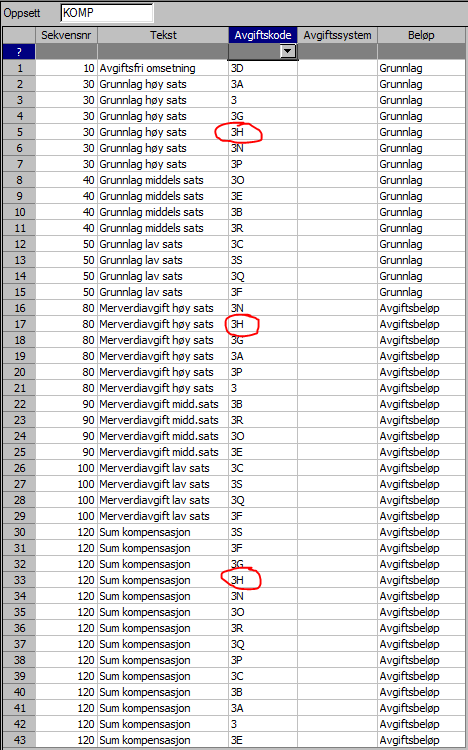 Oppsett KOMP
Sekvensnr Tekst Avgiftskode Avgiftssystem Beløp
?
1 10 Avgiftsfri omsetning 3D Grunnlag
2 30 Grunnlag høy sats 3A Grunnlag
3 30 Grunnlag høy sats 3 Grunnlag
4 30 Grunnlag høy sats 3G Grunnlag
5 30 Grunnlag høy sats 3H Grunnlag
6 30 Grunnlag høy sats 3N Grunnlag
7 30 Grunnlag høy sats 3P Grunnlag
8 40 Grunnlag middels sats 3O Grunnlag
9 40 Grunnlag middels sats 3E Grunnlag
10 40 Grunnlag middels sats 3B Grunnlag
11 40 Grunnlag middels sats 3R Grunnlag
12 50 Grunnlag lav sats 3C Grunnlag
13 50 Grunnlag lav sats 3S Grunnlag
14 50 Grunnlag lav sats 3Q Grunnlag
15 50 Grunnlag lav sats 3F Grunnlag
16 80 Merverdiavgift høy sats 3N Avgiftsbeløp
17 80 Merverdiavgift høy sats 3H Avgiftsbeløp
18 80 Merverdiavgift høy sats 3G Avgiftsbeløp
19 80 Merverdiavgift høy sats 3A Avgiftsbeløp
20 80 Merverdiavgift høy sats 3P Avgiftsbeløp
21 80 Merverdiavgift høy sats 3 Avgiftsbeløp
22 90 Merverdiavgift midd.sats 3B Avgiftsbeløp
23 90 Merverdiavgift midd.sats 3R Avgiftsbeløp
24 90 Merverdiavgift midd.sats 3O Avgiftsbeløp
25 90 Merverdiavgift midd.sats 3E Avgiftsbeløp
26 100 Merverdiavgift lav sats 3C Avgiftsbeløp
27 100 Merverdiavgift lav sats 3S Avgiftsbeløp
28 100 Merverdiavgift lav sats 3Q Avgiftsbeløp
29 100 Merverdiavgift lav sats 3F Avgiftsbeløp
30 120 Sum kompensasjon 3S Avgiftsbeløp
31 120 Sum kompensasjon 3F Avgiftsbeløp
32 120 Sum kompensasjon 3G Avgiftsbeløp
33 120 Sum kompensasjon 3H Avgiftsbeløp
34 120 Sum kompensasjon 3N Avgiftsbeløp
35 120 Sum kompensasjon 3O Avgiftsbeløp
36 120 Sum kompensasjon 3R Avgiftsbeløp
37 120 Sum kompensasjon 3Q Avgiftsbeløp
38 120 Sum kompensasjon 3P Avgiftsbeløp
39 120 Sum kompensasjon 3C Avgiftsbeløp
40 120 Sum kompensasjon 3B Avgiftsbeløp
41 120 Sum kompensasjon 3A Avgiftsbeløp
42 120 Sum kompensasjon 3 Avgiftsbeløp
43 120 Sum kompensasjon 3E Avgiftsbeløp